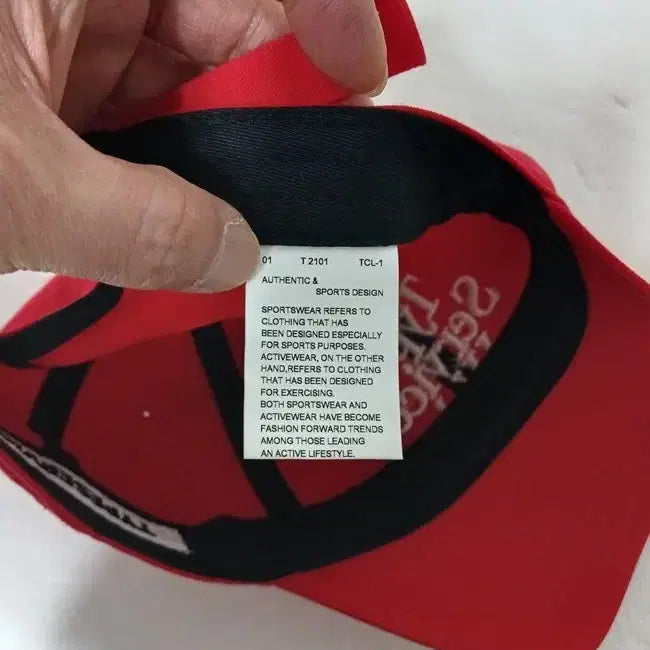 01 T 2101 TCL-1
AUTHENTIC &
SPORTS DESIGN
SPORTSWEAR REFERS TO
CLOTHING THAT HAS
BEEN DESIGNED ESPECIALLY
FOR SPORTS PURPOSES.
ACTIVEWEAR, ON THE OTHER
HAND,REFERS TO CLOTHING
THAT HAS BEEN DESIGNED
FOR EXERCISING.
BOTH SPORTSWEAR AND
ACTIVEWEAR HAVE BECOME
FASHION FORWARD TRENDS
AMONG THOSE LEADING
AN ACTIVE LIFESTYLE.
Service